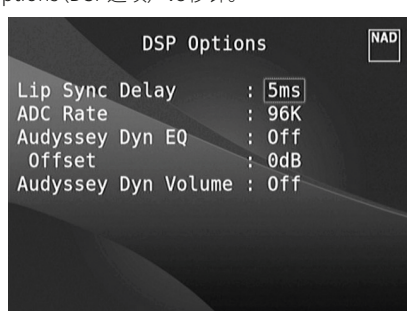 DSP Options
NAD
Lip Sync Delay : 5ms
ADC Rate : 96K
Audyssey Dyn EQ : Off
Offset : 0dB
Audyssey Dyn Volume : Off